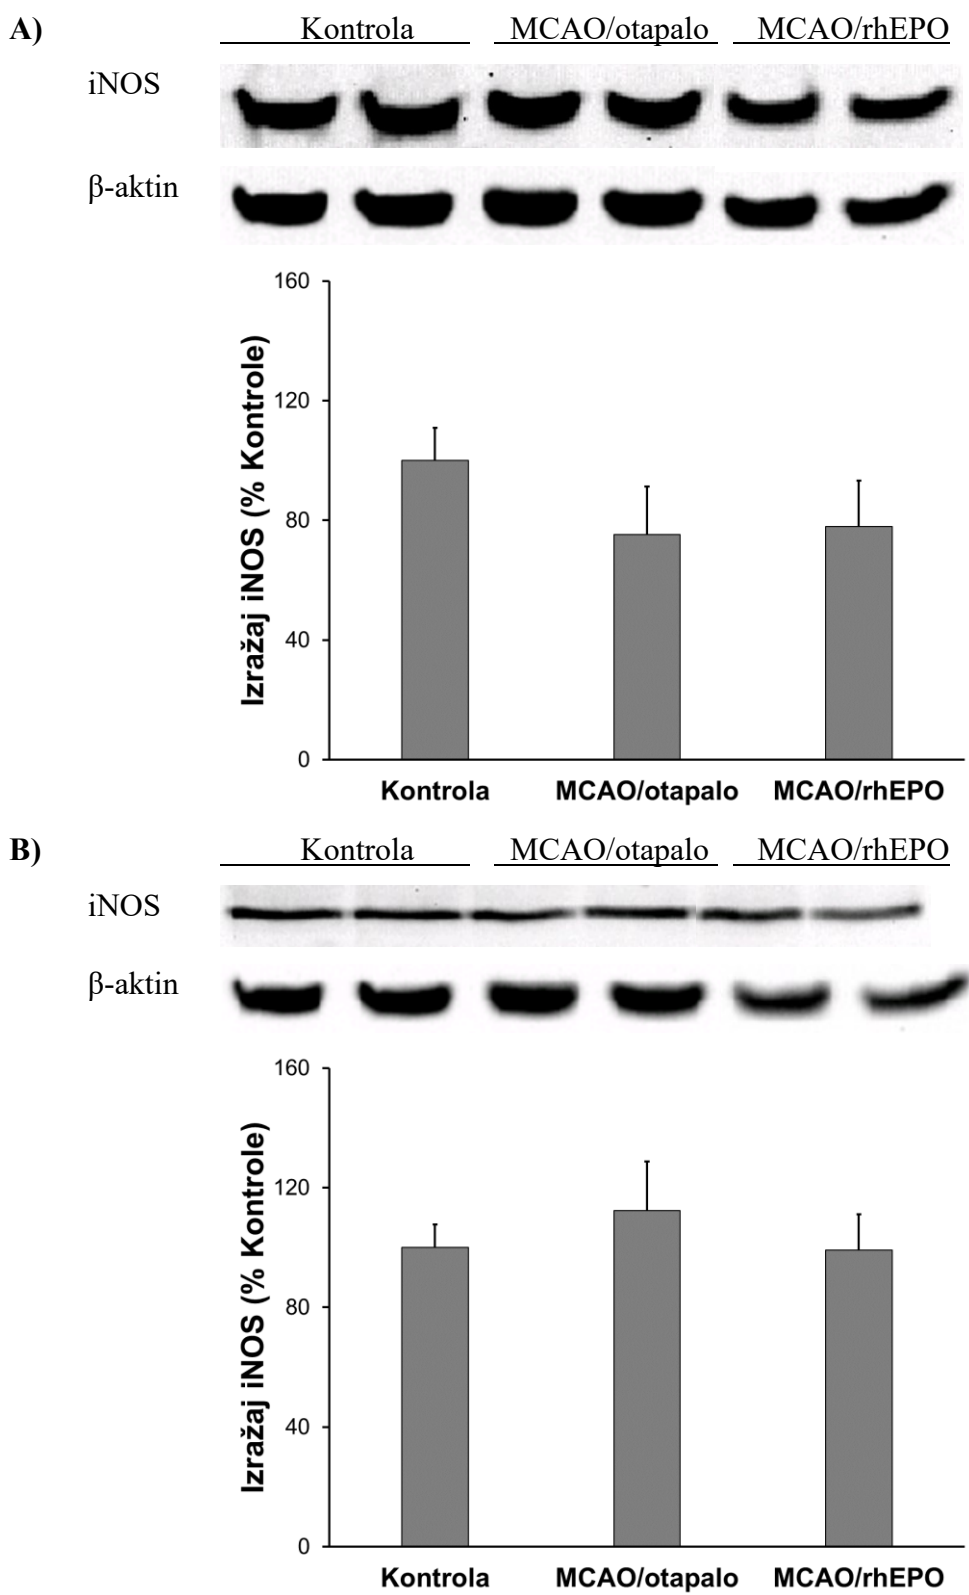 A)
Kontrola MCAO/otapalo MCAO/rhEPO
iNOS
β-aktin
160
120
80
40
0
Izražaj iNOS (% Kontrole)
Kontrola MCAO/otapalo MCAO/rhEPO
B)
Kontrola MCAO/otapalo MCAO/rhEPO
iNOS
β-aktin
160
120
80
40
0
Izražaj iNOS (% Kontrole)
Kontrola MCAO/otapalo MCAO/rhEPO